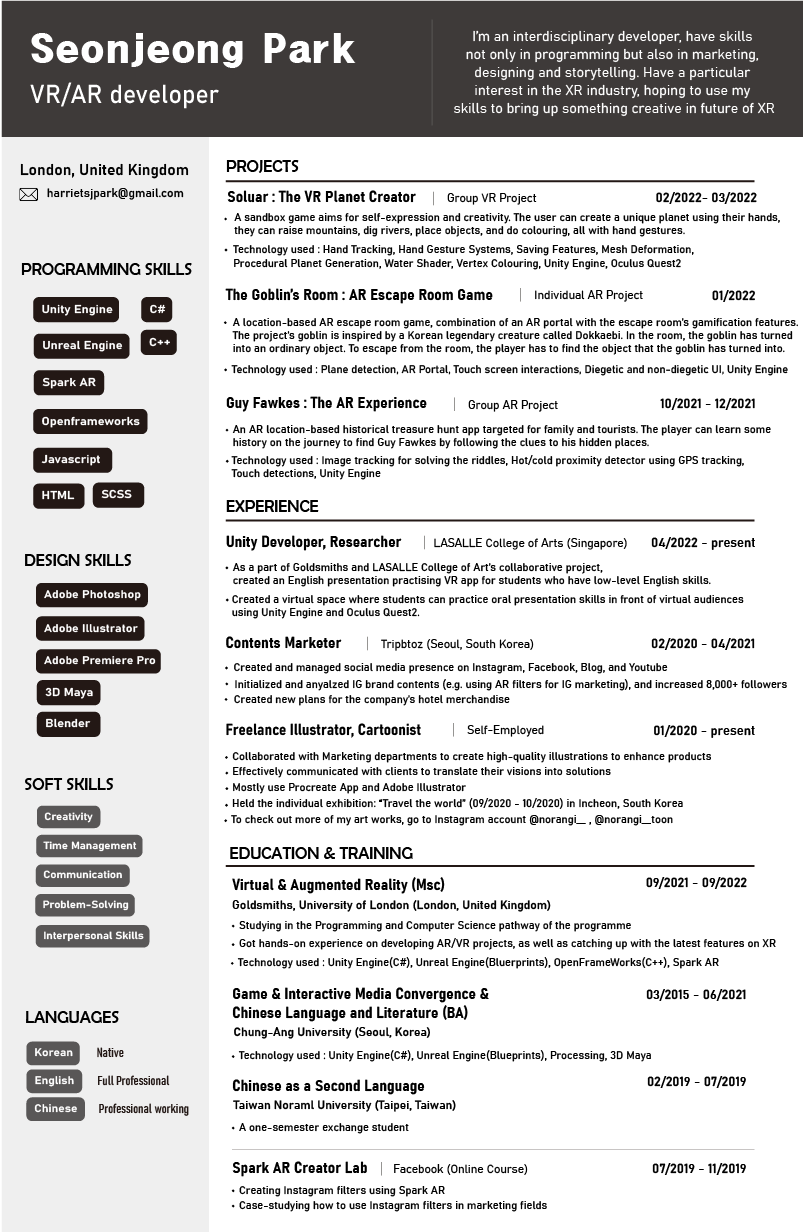 Seonjeong Park
VR/AR developer
I'm an interdisciplinary developer, have skills
not only in programming but also in marketing,
designing and storytelling. Have a particular
interest in the XR industry, hoping to use my
skills to bring up something creative in future of XR
London, United Kingdom
harrietsjpark@gmail.com
PROGRAMMING SKILLS
Unity Engine
C#
Unreal Engine
C++
Spark AR
Openframeworks
Javascript
HTML
SCSS
DESIGN SKILLS
Adobe Photoshop
Adobe Illustrator
Adobe Premiere Pro
3D Maya
Blender
SOFT SKILLS
Creativity
Time Management
Communication
Problem-Solving
Interpersonal Skills
LANGUAGES
Korean Native
English Full Professional
Chinese Professional working
PROJECTS
Soluar : The VR Planet Creator | Group VR Project 02/2022- 03/2022
• A sandbox game aims for self-expression and creativity. The user can create a unique planet using their hands,
they can raise mountains, dig rivers, place objects, and do colouring, all with hand gestures.
• Technology used : Hand Tracking, Hand Gesture Systems, Saving Features, Mesh Deformation,
Procedural Planet Generation, Water Shader, Vertex Colouring, Unity Engine, Oculus Quest2
The Goblin's Room : AR Escape Room Game | Individual AR Project 01/2022
• A location-based AR escape room game, combination of an AR portal with the escape room's gamification features.
The project's goblin is inspired by a Korean legendary creature called Dokkaebi. In the room, the goblin has turned
into an ordinary object. To escape from the room, the player has to find the object that the goblin has turned into.
• Technology used : Plane detection, AR Portal, Touch screen interactions, Diegetic and non-diegetic UI, Unity Engine
Guy Fawkes : The AR Experience | Group AR Project 10/2021 - 12/2021
• An AR location-based historical treasure hunt app targeted for family and tourists. The player can learn some
history on the journey to find Guy Fawkes by following the clues to his hidden places.
• Technology used : Image tracking for solving the riddles, Hot/cold proximity detector using GPS tracking,
Touch detections, Unity Engine
EXPERIENCE
Unity Developer, Researcher | LASALLE College of Arts (Singapore) 04/2022 - present
• As a part of Goldsmiths and LASALLE College of Art's collaborative project,
created an English presentation practising VR app for students who have low-level English skills.
• Created a virtual space where students can practice oral presentation skills in front of virtual audiences
using Unity Engine and Oculus Quest2.
Contents Marketer | Tripbtoz (Seoul, South Korea) 02/2020 - 04/2021
• Created and managed social media presence on Instagram, Facebook, Blog, and Youtube
• Initialized and anyalzed IG brand contents (e.g. using AR filters for IG marketing), and increased 8,000+ followers
• Created new plans for the company's hotel merchandise
Freelance Illustrator, Cartoonist | Self-Employed 01/2020 - present
• Collaborated with Marketing departments to create high-quality illustrations to enhance products
• Effectively communicated with clients to translate their visions into solutions
• Mostly use Procreate App and Adobe Illustrator
• Held the individual exhibition: "Travel the world" (09/2020 - 10/2020) in Incheon, South Korea
• To check out more of my art works, go to Instagram account @norangi__ , @norangi__toon
EDUCATION & TRAINING
Virtual & Augmented Reality (Msc) 09/2021 - 09/2022
Goldsmiths, University of London (London, United Kingdom)
• Studying in the Programming and Computer Science pathway of the programme
• Got hands-on experience on developing AR/VR projects, as well as catching up with the latest features on XR
• Technology used : Unity Engine(C#), Unreal Engine(Bluerprints), OpenFrameWorks(C++), Spark AR
Game & Interactive Media Convergence & 03/2015 - 06/2021
Chinese Language and Literature (BA)
Chung-Ang University (Seoul, Korea)
• Technology used : Unity Engine(C#), Unreal Engine(Blueprints), Processing, 3D Maya
Chinese as a Second Language 02/2019 - 07/2019
Taiwan Noraml University (Taipei, Taiwan)
• A one-semester exchange student
Spark AR Creator Lab | Facebook (Online Course) 07/2019 - 11/2019
• Creating Instagram filters using Spark AR
• Case-studying how to use Instagram filters in marketing fields